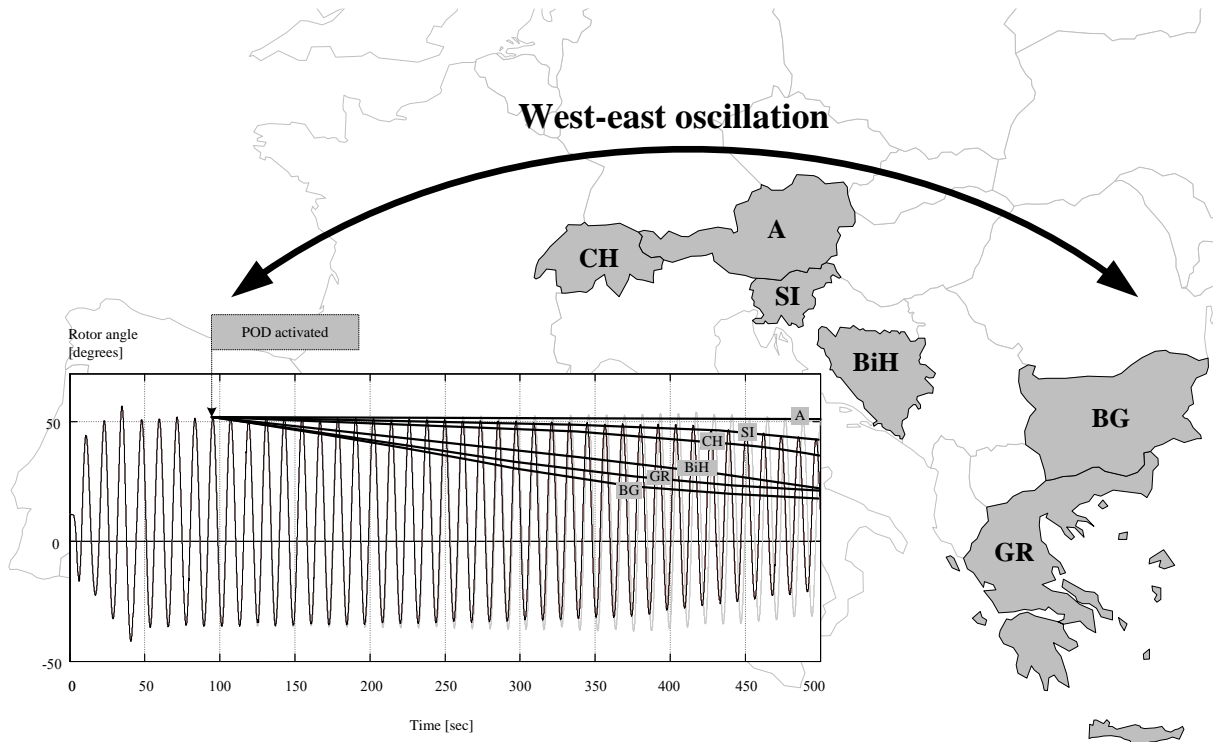 West-east oscillation
A
CH
SI
BiH
BG
GR
POD activated
Rotor angle
[degrees]
50
0
-50
A
SI
CH
BiH
GR
BG
0 50 100 150 200 250 300 350 400 450 500
Time [sec]